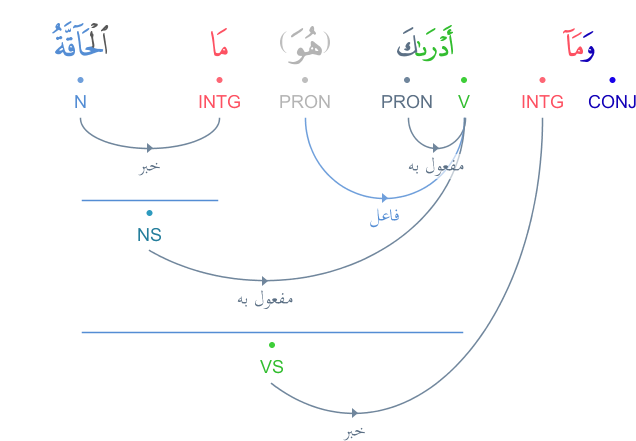 وَمَآ أَدْرَىٰكَ (هُوَ) مَا ٱلْحَآقَّةُ
CONJ INTG V PRON PRON INTG N
مفعول به
خبر
فاعل
NS
مفعول به
VS
خبر